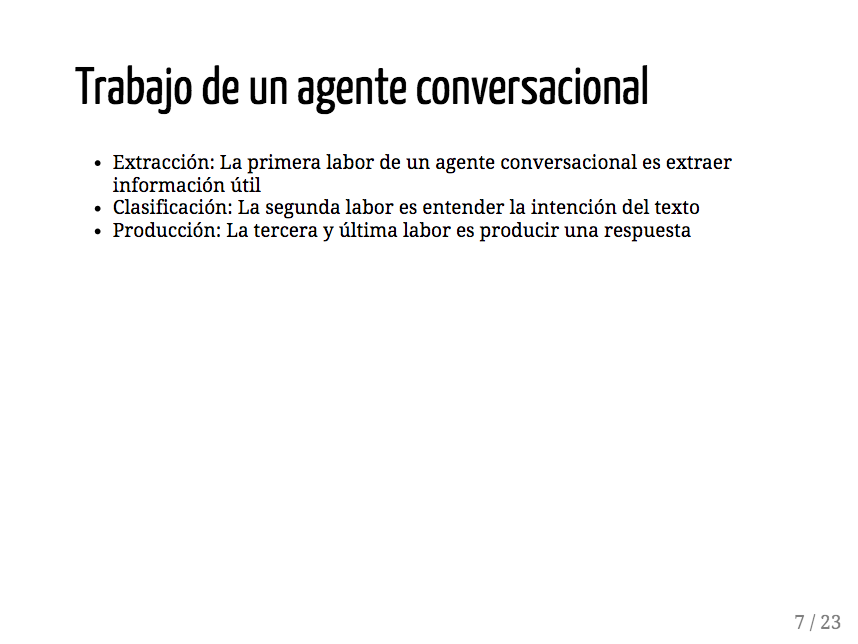 Trabajo de un agente conversacional
• Extracción: La primera labor de un agente conversacional es extraer
información útil
• Clasificación: La segunda labor es entender la intención del texto
• Producción: La tercera y última labor es producir una respuesta
7 / 23